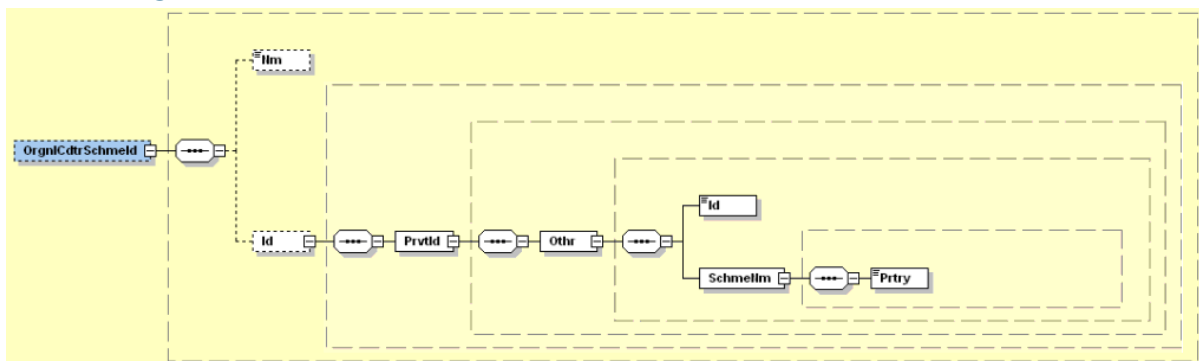 Nm
OrgnlCdtrSchmeId
Id
PrvtId
Othr
Id
SchmeNm
Prtry